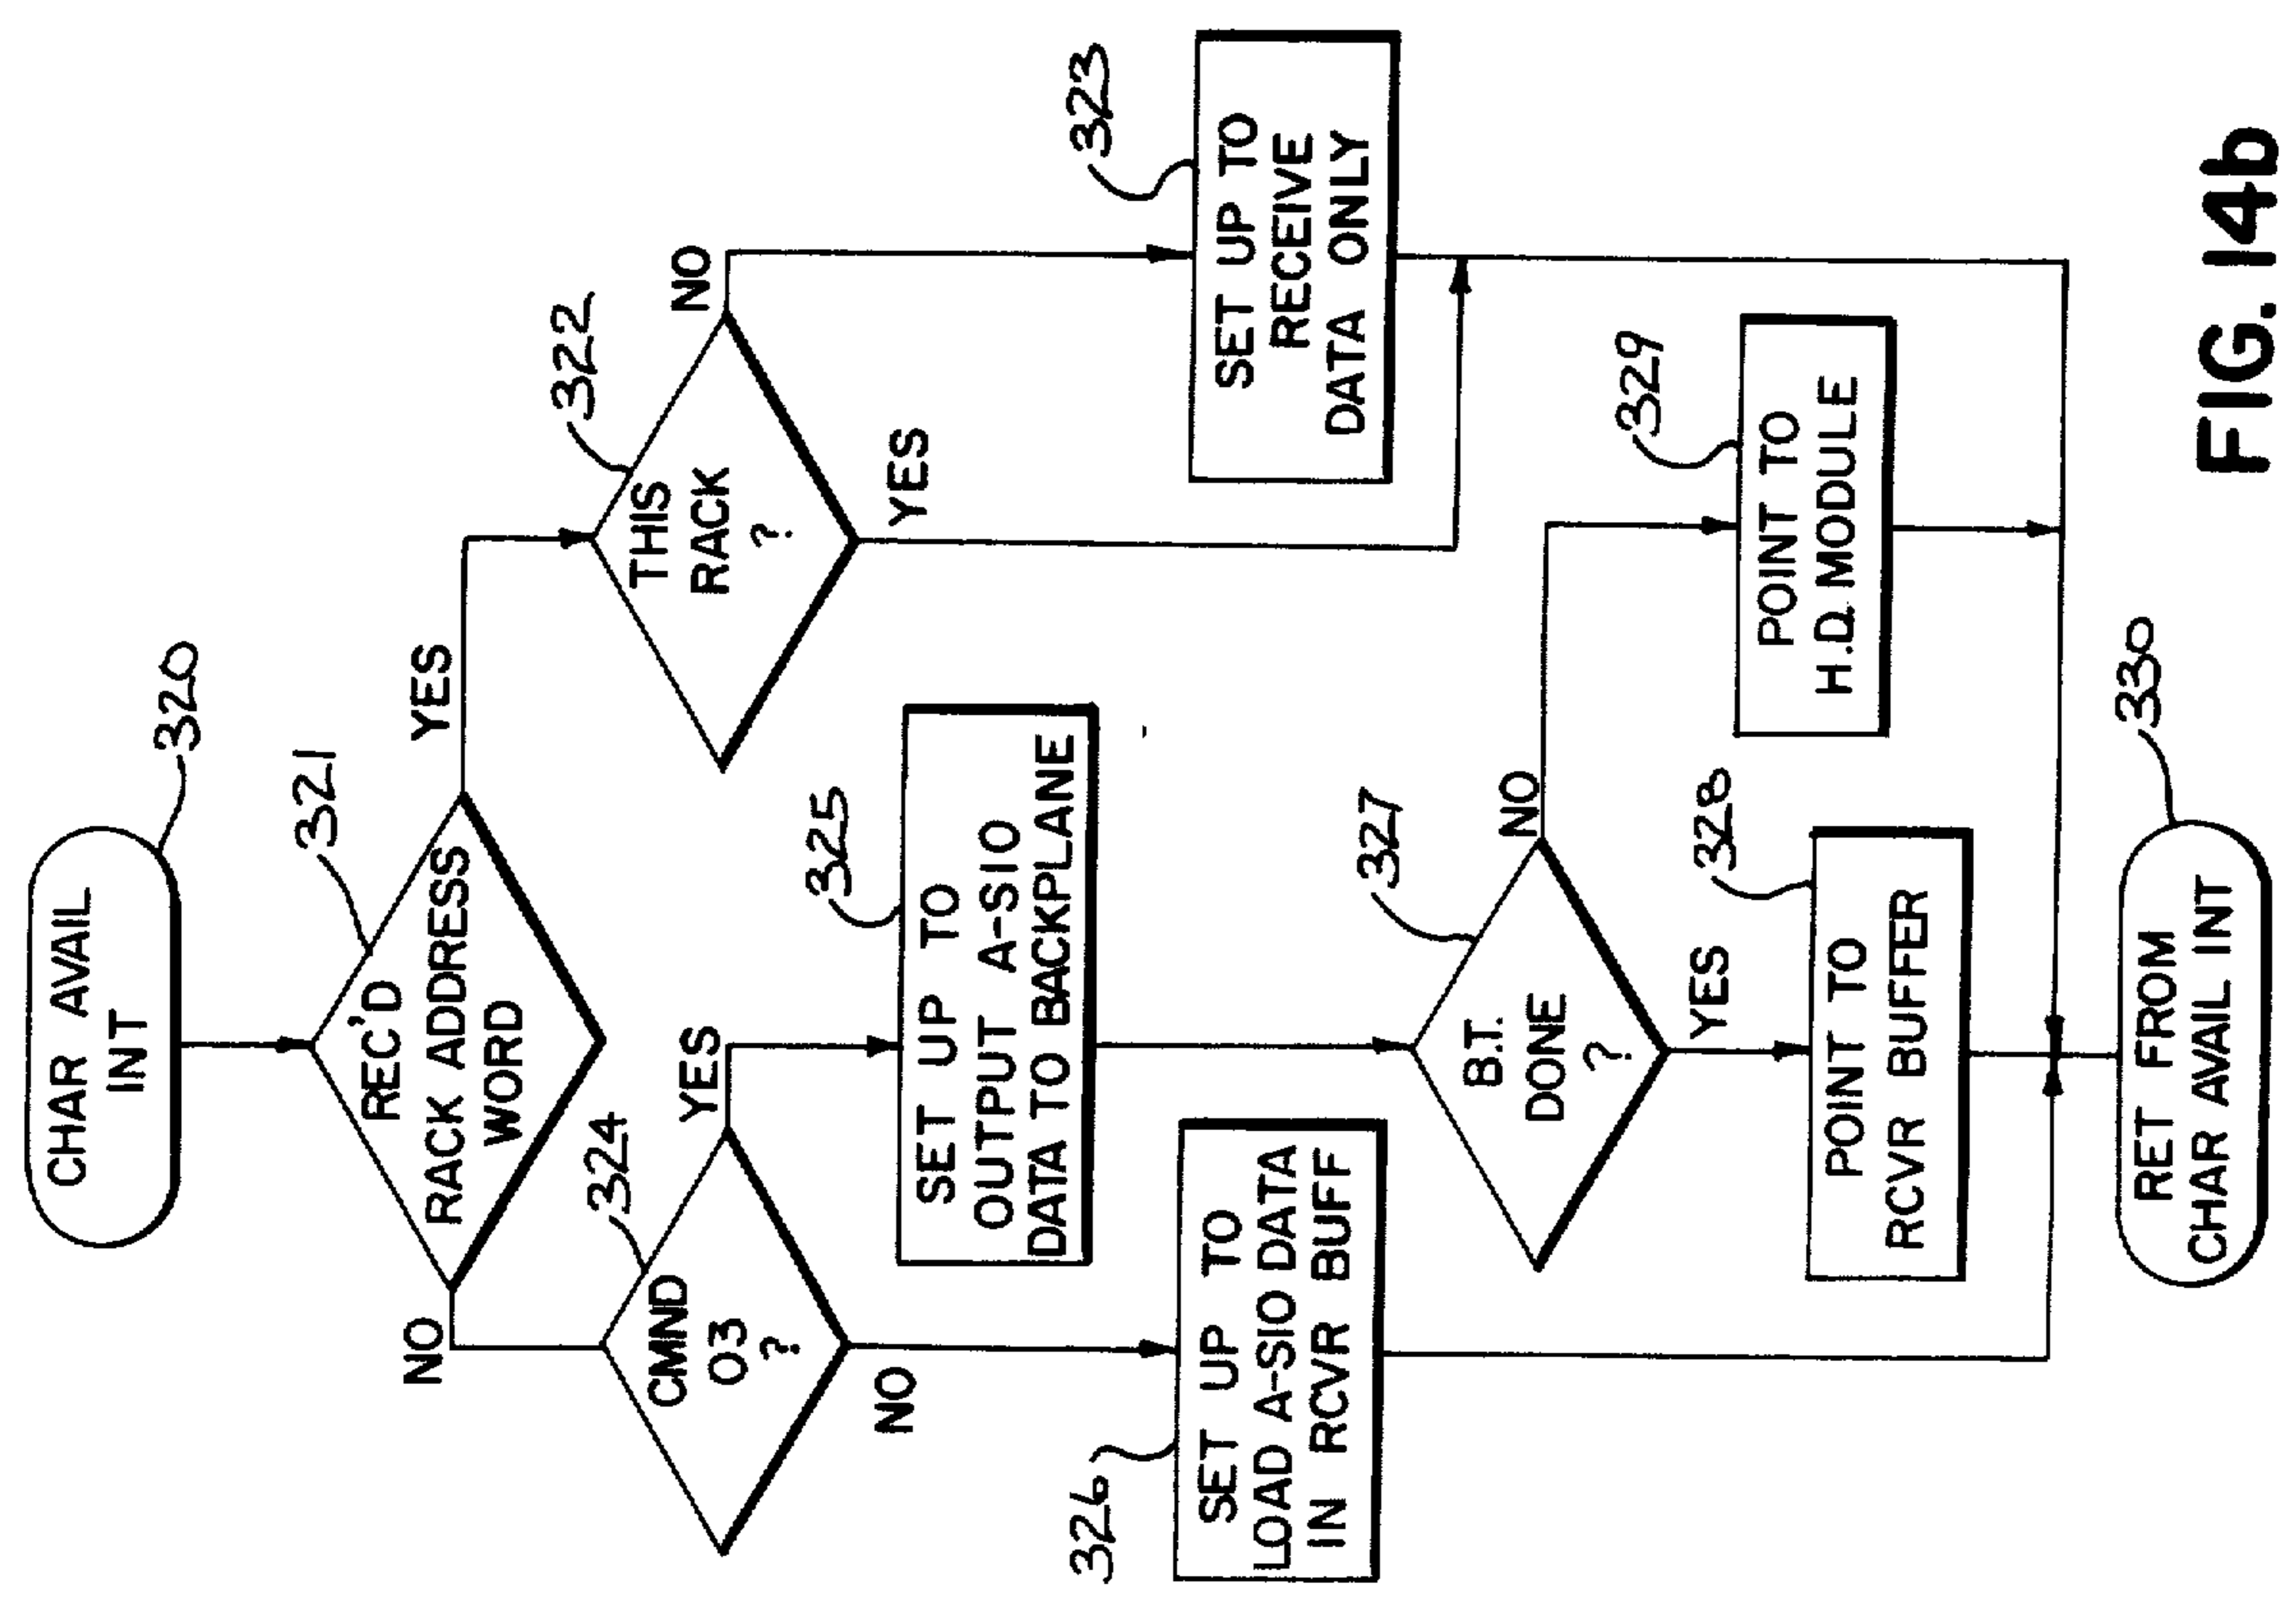 CHAR AVAIL
INT
320
REC'D
RACK ADDRESS
WORD
321
YES
NO
THIS
RACK
?
322
NO
YES
CMND
03
?
324
YES
NO
SET UP TO
RECEIVE
DATA ONLY
323
SET UP TO
OUTPUT A-SIO
DATA TO BACKPLANE
325
SET UP TO
LOAD A-SIO DATA
IN RCVR BUFF
326
B.T.
DONE
?
327
NO
YES
POINT TO
H.D. MODULE
329
POINT TO
RCVR BUFFER
328
RET FROM
CHAR AVAIL INT
330
FIG. 14b